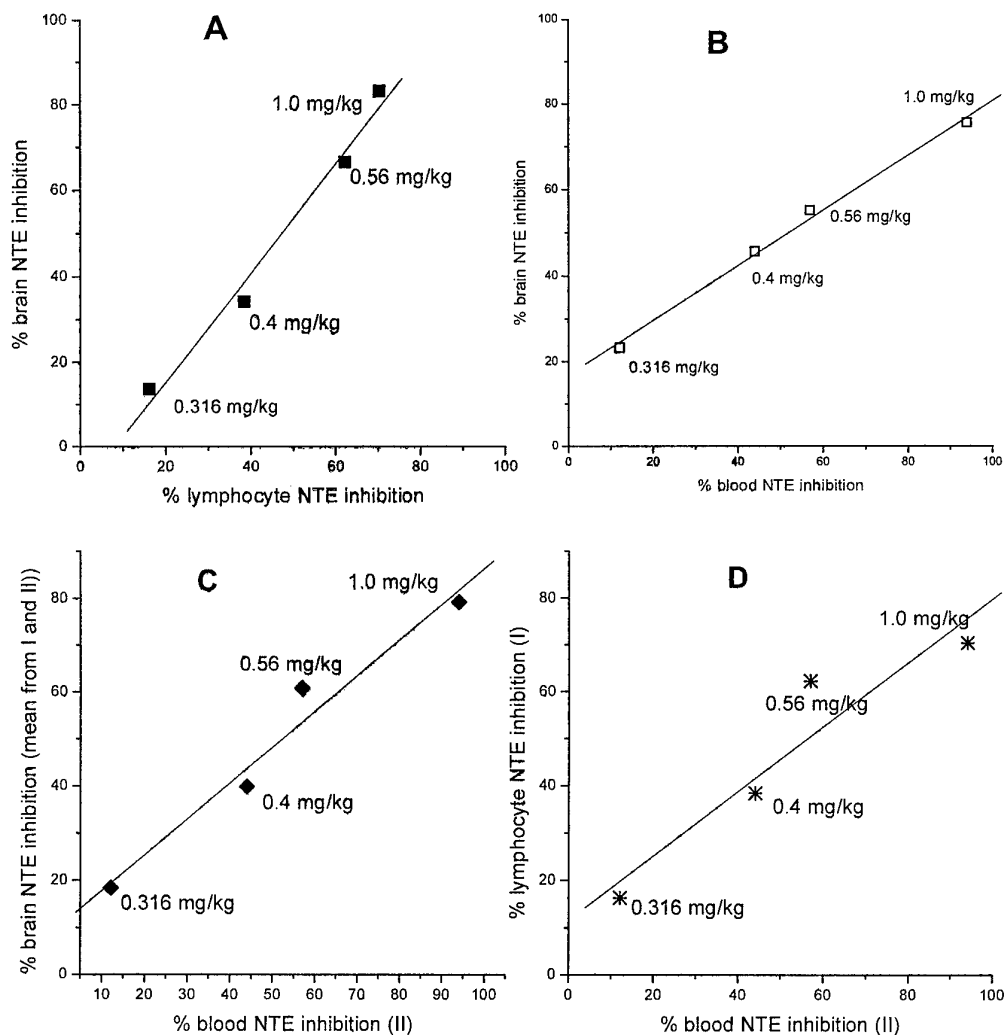 A
100
80
60
40
20
0
% brain NTE inhibition
1.0 mg/kg
0.56 mg/kg
0.4 mg/kg
0.316 mg/kg
0 20 40 60 80 100
% lymphocyte NTE inhibition
B
100
80
60
40
20
0
% brain NTE inhibition
1.0 mg/kg
0.56 mg/kg
0.4 mg/kg
0.316 mg/kg
0 20 40 60 80 100
% blood NTE inhibition
C
80
60
40
20
0
% brain NTE inhibition (mean from I and II))
1.0 mg/kg
0.56 mg/kg
0.4 mg/kg
0.316 mg/kg
10 20 30 40 50 60 70 80 90 100
% blood NTE inhibition (II)
D
80
60
40
20
0
% lymphocyte NTE inhibition (I)
1.0 mg/kg
0.56 mg/kg
0.4 mg/kg
0.316 mg/kg
0 20 40 60 80 100
% blood NTE inhibition (II)